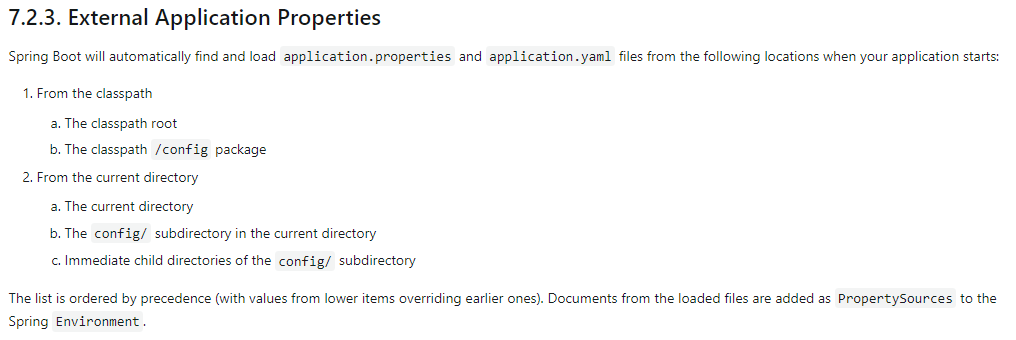 7.2.3. External Application Properties
Spring Boot will automatically find and load application.properties and application.yaml files from the following locations when your application starts:
1. From the classpath
a. The classpath root
b. The classpath /config package
2. From the current directory
a. The current directory
b. The config/ subdirectory in the current directory
c. Immediate child directories of the config/ subdirectory
The list is ordered by precedence (with values from lower items overriding earlier ones). Documents from the loaded files are added as PropertySources to the
Spring Environment.